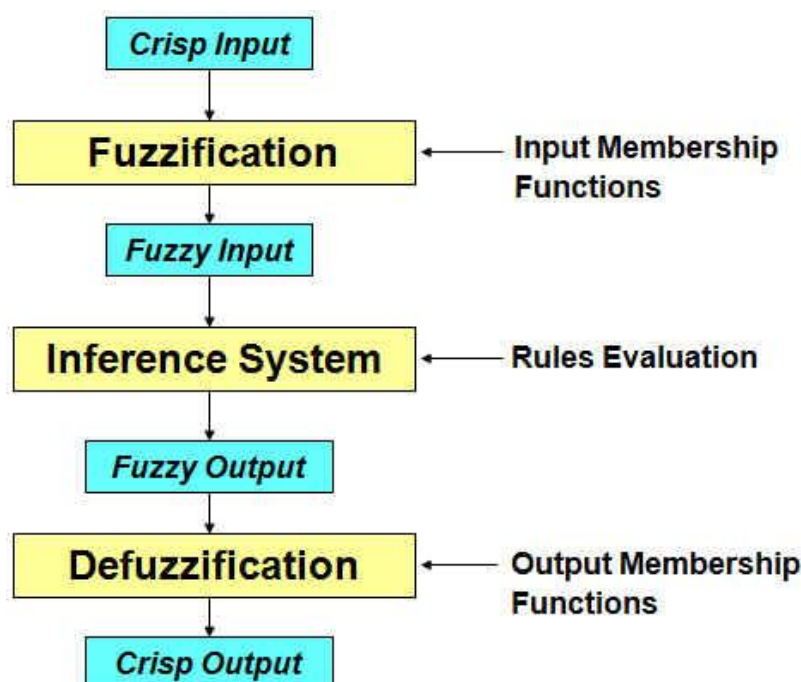 Crisp Input
Fuzzification
Input Membership
Functions
Fuzzy Input
Inference System
Rules Evaluation
Fuzzy Output
Defuzzification
Output Membership
Functions
Crisp Output